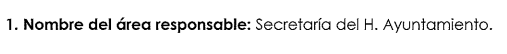 1. Nombre del área responsable: Secretaría del H. Ayuntamiento.